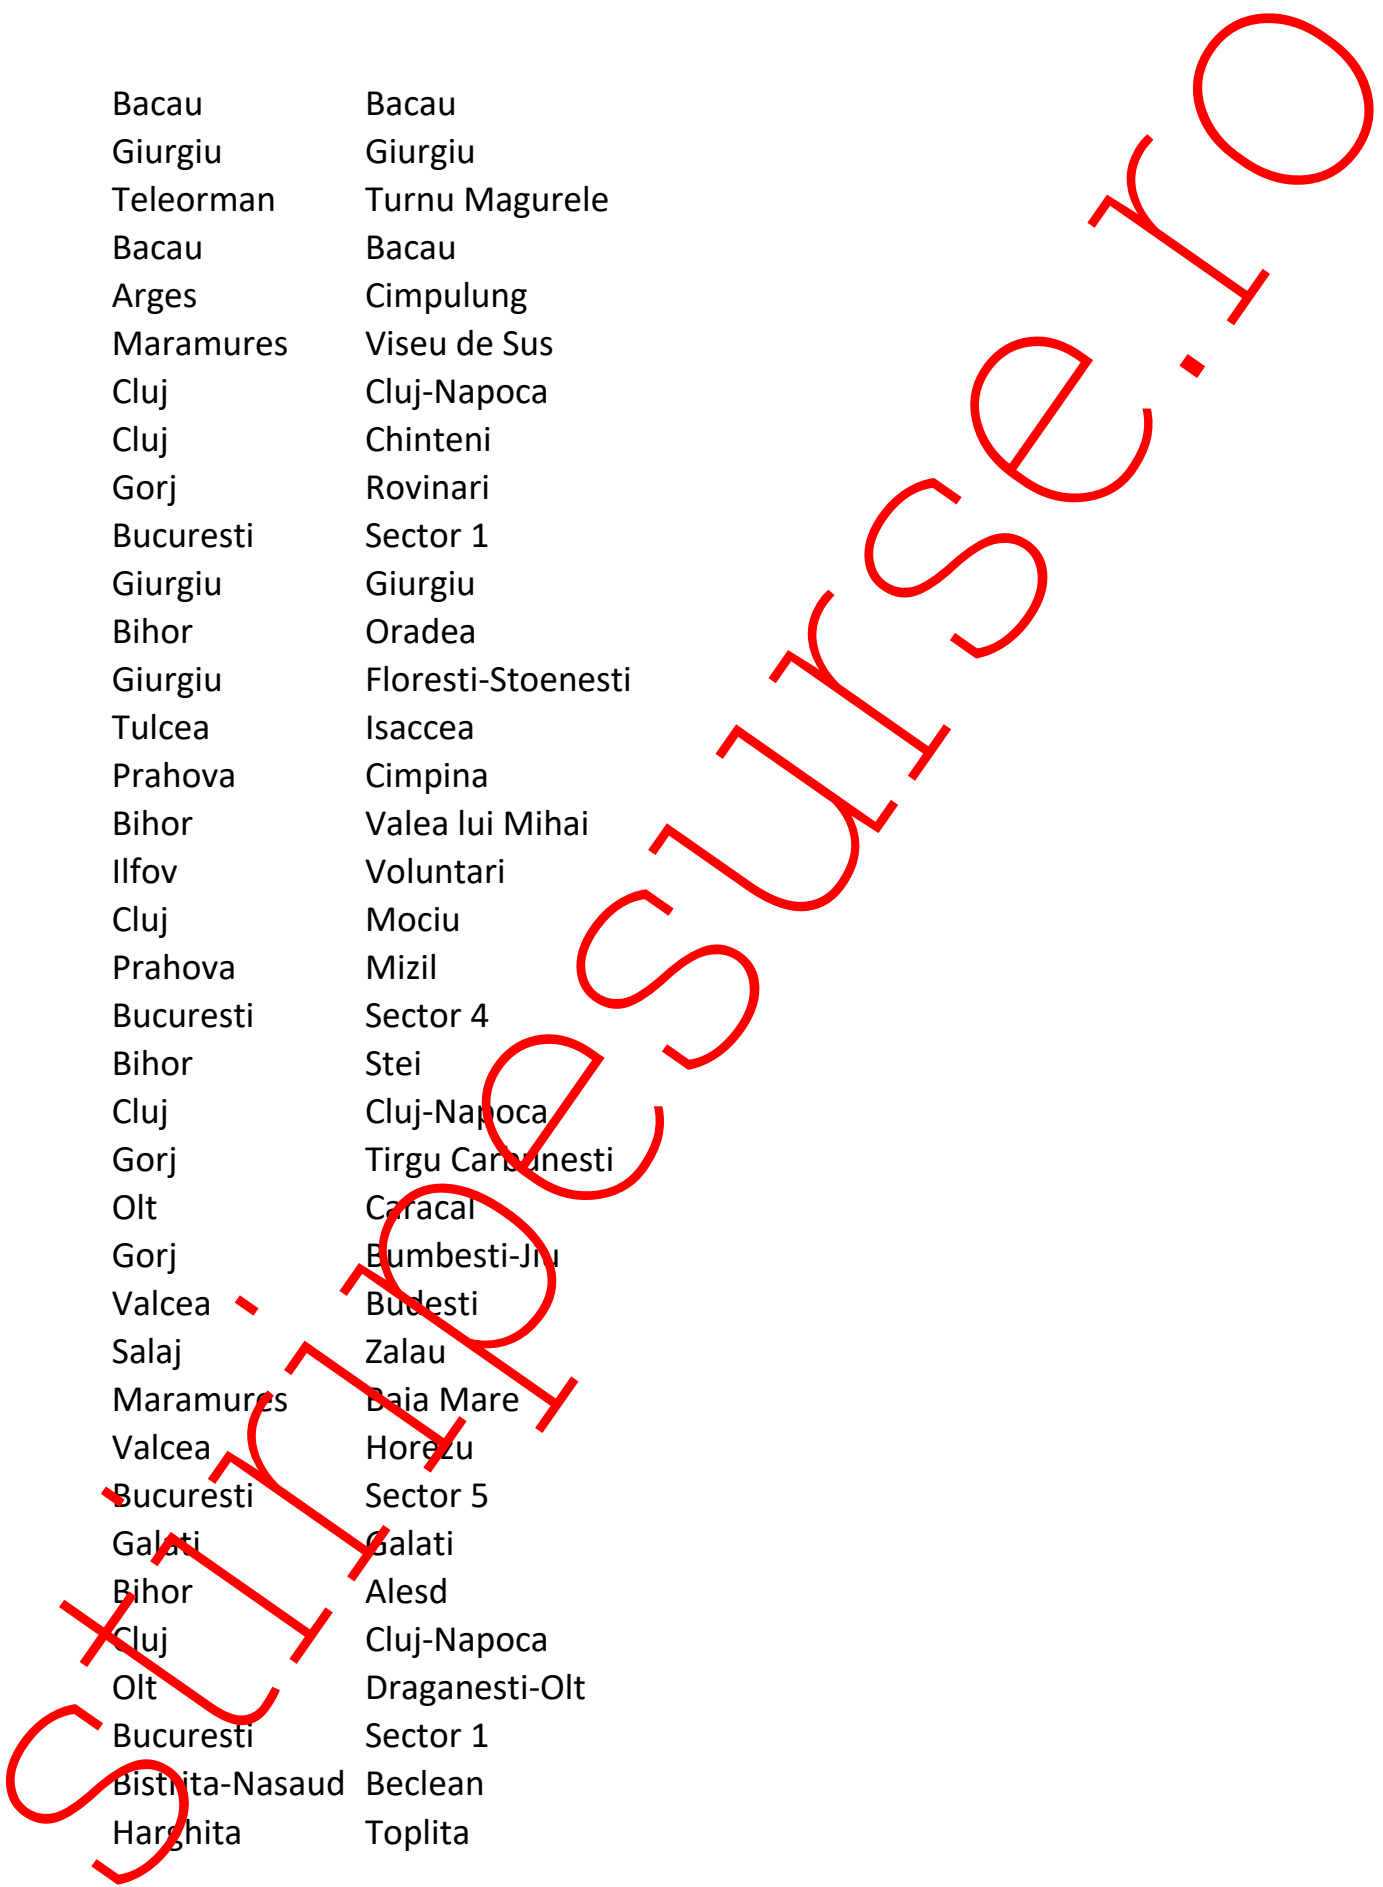 Bacau Bacau
Giurgiu Giurgiu
Teleorman Turnu Magurele
Bacau Bacau
Arges Cimpulung
Maramures Viseu de Sus
Cluj Cluj-Napoca
Cluj Chinteni
Gorj Rovinari
Bucuresti Sector 1
Giurgiu Giurgiu
Bihor Oradea
Giurgiu Floresti-Stoenesti
Tulcea Isaccea
Prahova Cimpina
Bihor Valea lui Mihai
Ilfov Voluntari
Cluj Mociu
Prahova Mizil
Bucuresti Sector 4
Bihor Stei
Cluj Cluj-Napoca
Gorj Tirgu Carbunesti
Olt Caracal
Gorj Bumbesti-Jiu
Valcea Budesti
Salaj Zalau
Maramures Baia Mare
Valcea Horezu
Bucuresti Sector 5
Galati Galati
Bihor Alesd
Cluj Cluj-Napoca
Olt Draganesti-Olt
Bucuresti Sector 1
Bistrita-Nasaud Beclean
Harghita Toplita
stiripesurse.ro